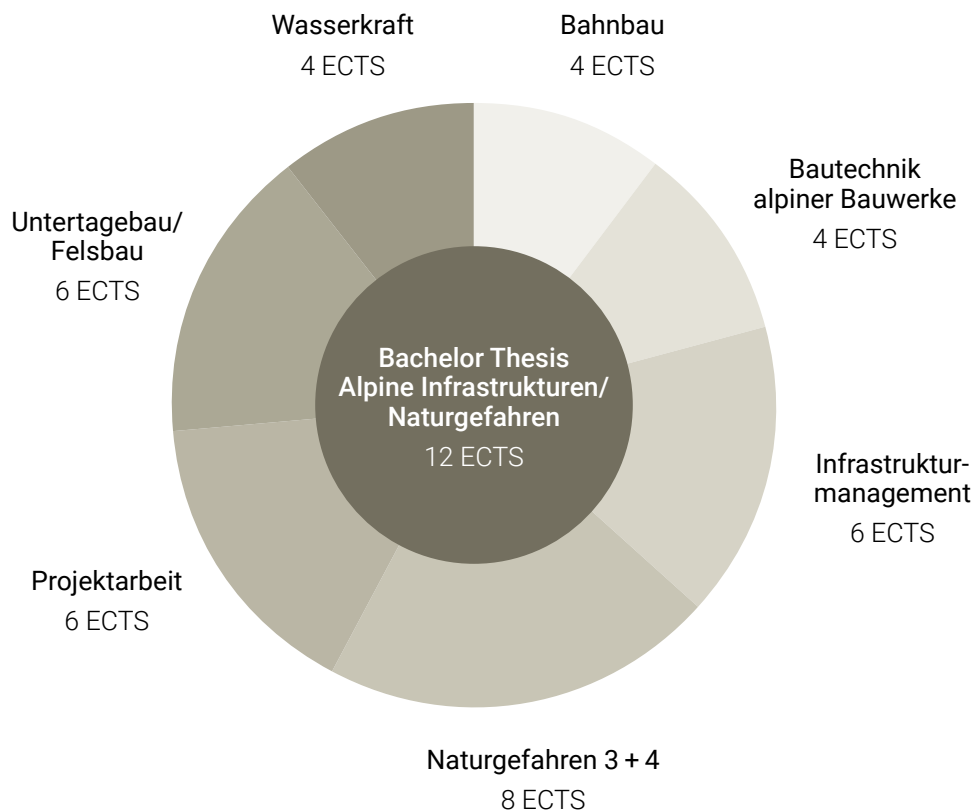 Wasserkraft
4 ECTS
Bahnbau
4 ECTS
Bautechnik
alpiner Bauwerke
4 ECTS
Untertagebau/
Felsbau
6 ECTS
Bachelor Thesis
Alpine Infrastrukturen/
Naturgefahren
12 ECTS
Infrastruktur-
management
6 ECTS
Projektarbeit
6 ECTS
Naturgefahren 3 + 4
8 ECTS